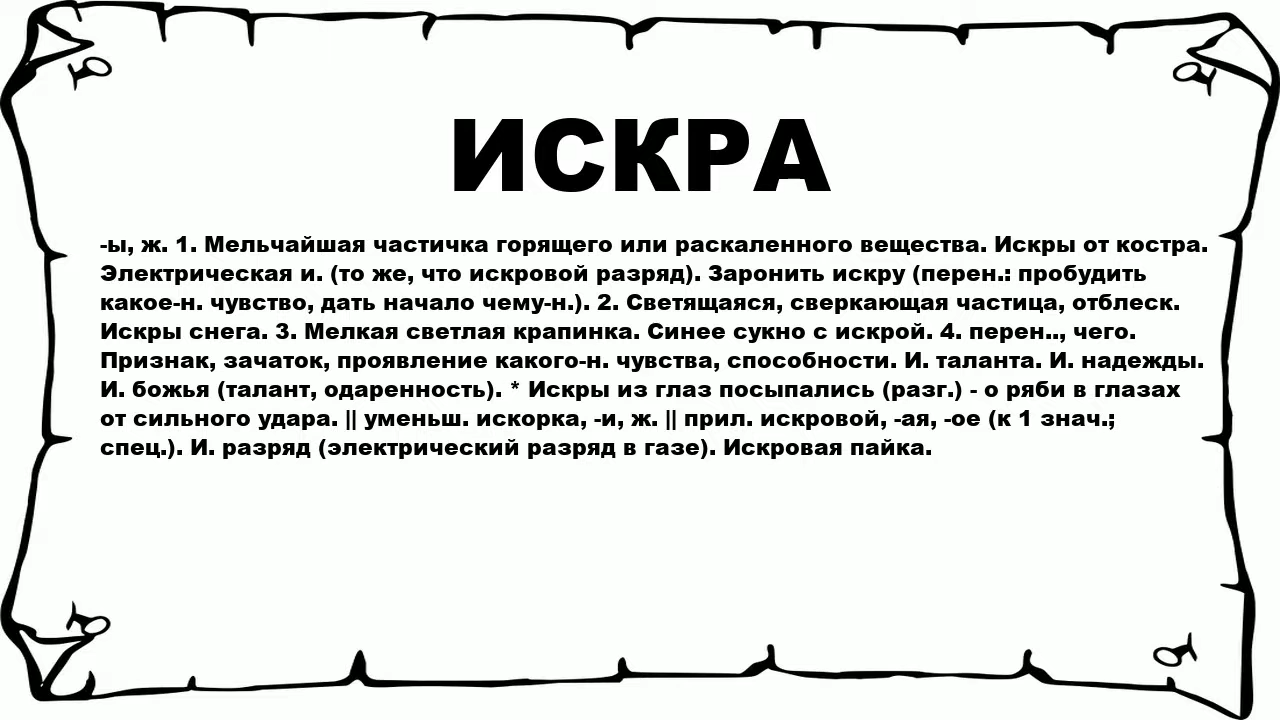 ИСКРА
-ы, ж. 1. Мельчайшая частичка горящего или раскаленного вещества. Искры от костра.
Электрическая и. (то же, что искровой разряд). Заронить искру (перен.: пробудить
какое-н. чувство, дать начало чему-н.). 2. Светящаяся, сверкающая частица, отблеск.
Искры снега. 3. Мелкая светлая крапинка. Синее сукно с искрой. 4. перен.., чего.
Признак, зачаток, проявление какого-н. чувства, способности. И. таланта. И. надежды.
И. божья (талант, одаренность). * Искры из глаз посыпались (разг.) - о ряби в глазах
от сильного удара. || уменьш. искорка, -и, ж. || прил. искровой, -ая, -ое (к 1 знач.;
спец.). И. разряд (электрический разряд в газе). Искровая пайка.